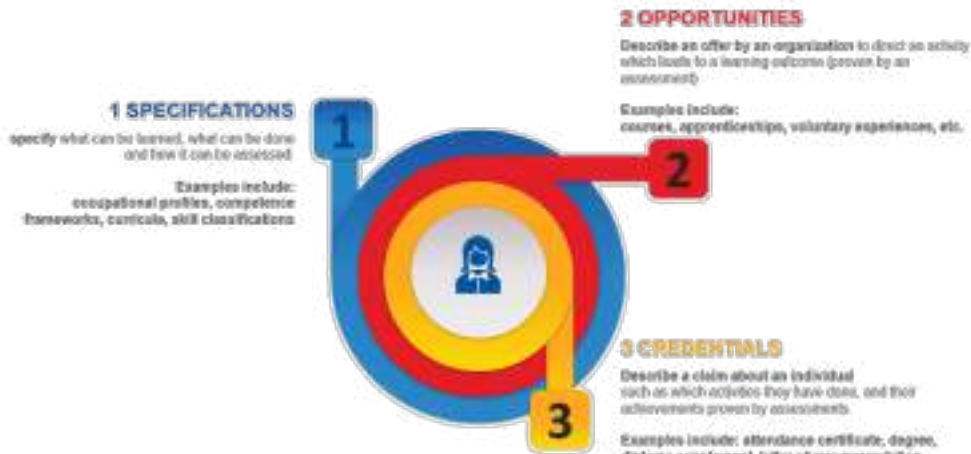 1 SPECIFICATIONS
specify what can be learned, what can be done
and how it can be assessed
Examples include:
occupational profiles, competence
frameworks, curricula, skill classifications
1
2 OPPORTUNITIES
Describe an offer by an organization to direct an activity
which leads to a learning outcome (proven by an
assessment)
Examples include:
courses, apprenticeships, voluntary experiences, etc.
2
3 CREDENTIALS
Describe a claim about an individual
such as which activities they have done, and their
achievements proven by assessments
Examples include: attendance certificate, degree,
3